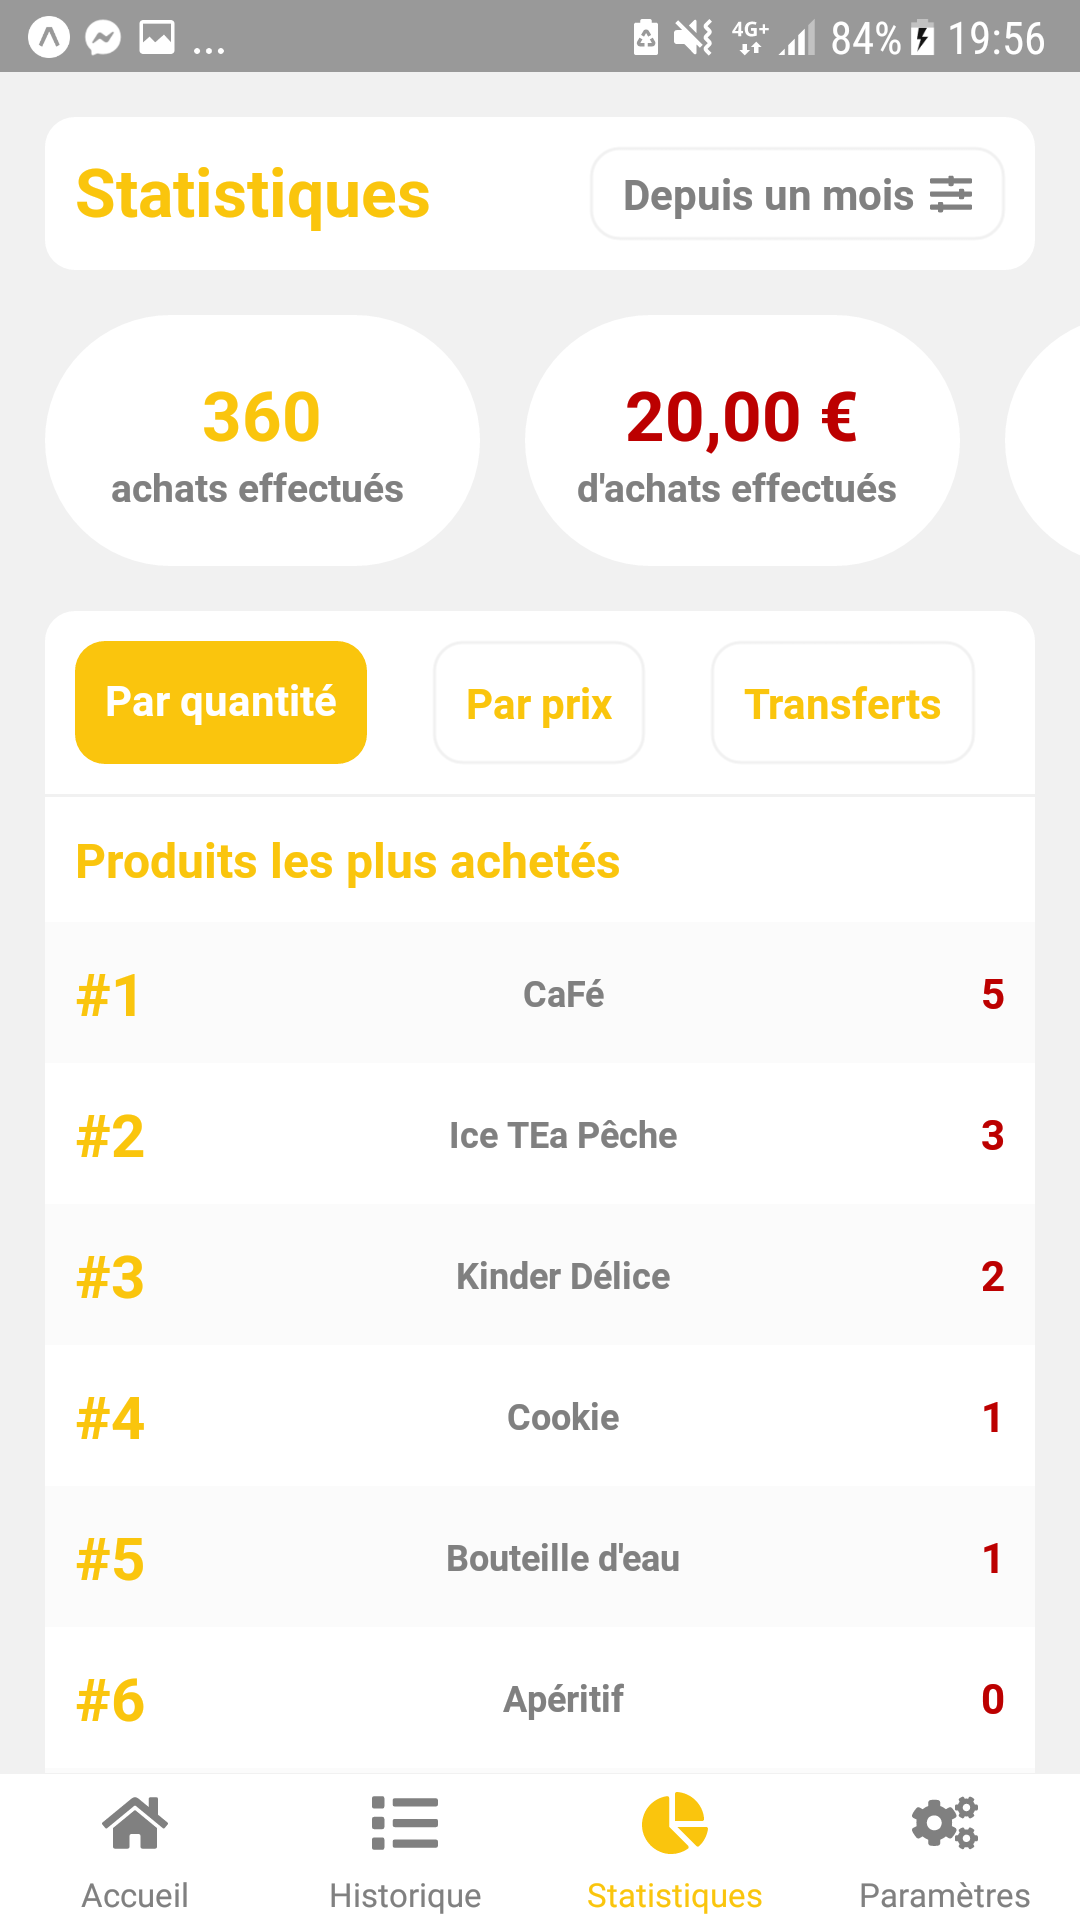 ... 4G+ 84% 19:56
Statistiques
Depuis un mois
360
achats effectués
20,00 €
d'achats effectués
Par quantité
Par prix
Transferts
Produits les plus achetés
#1 CaFé 5
#2 Ice TEa Pêche 3
#3 Kinder Délice 2
#4 Cookie 1
#5 Bouteille d'eau 1
#6 Apéritif 0
Accueil Historique Statistiques Paramètres